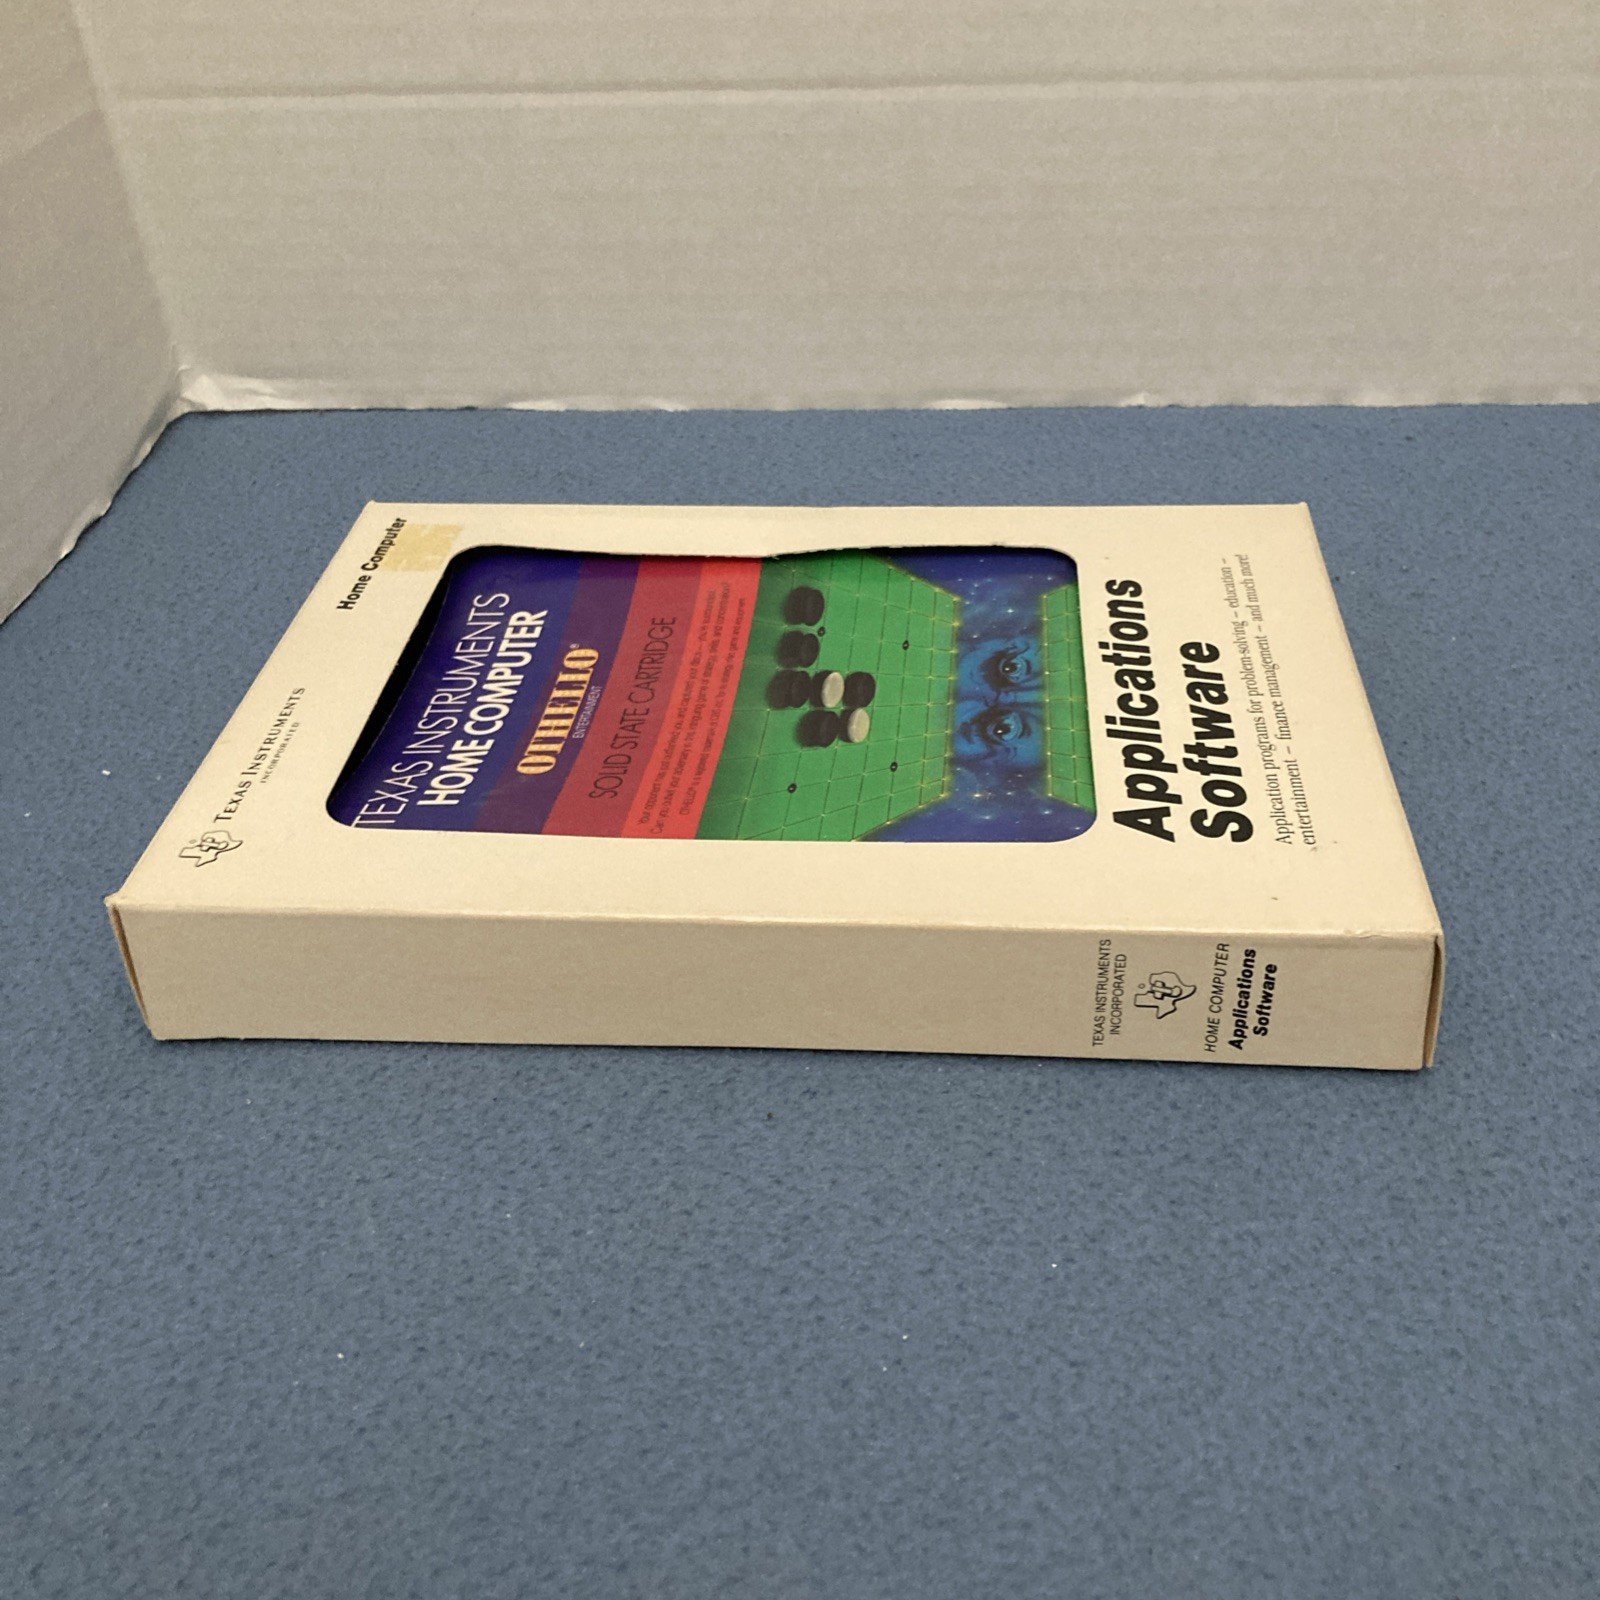 Home Computer
TEXAS INSTRUMENTS
INCORPORATED
TEXAS INSTRUMENTS
HOME COMPUTER
OTHELLO®
ENTERTAINMENT
SOLID STATE CARTRIDGE
Applications
Software
Application programs for problem-solving – education –
entertainment – finance management – and much more!
TEXAS INSTRUMENTS
INCORPORATED
HOME COMPUTER
Applications
Software